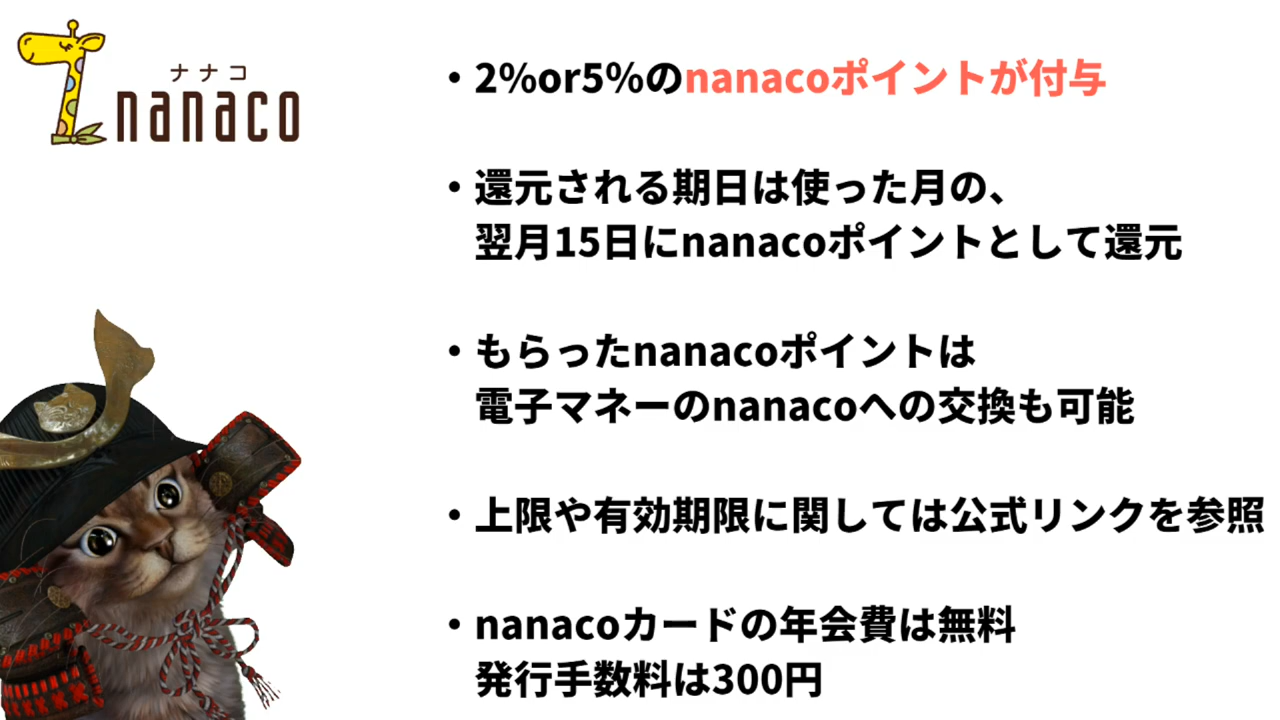 ナナコ
nanaco
・2%or5%のnanacoポイントが付与
・還元される期日は使った月の、
翌月15日にnanacoポイントとして還元
・もらったnanacoポイントは
電子マネーのnanacoへの交換も可能
・上限や有効期限に関しては公式リンクを参照
・nanacoカードの年会費は無料
発行手数料は300円